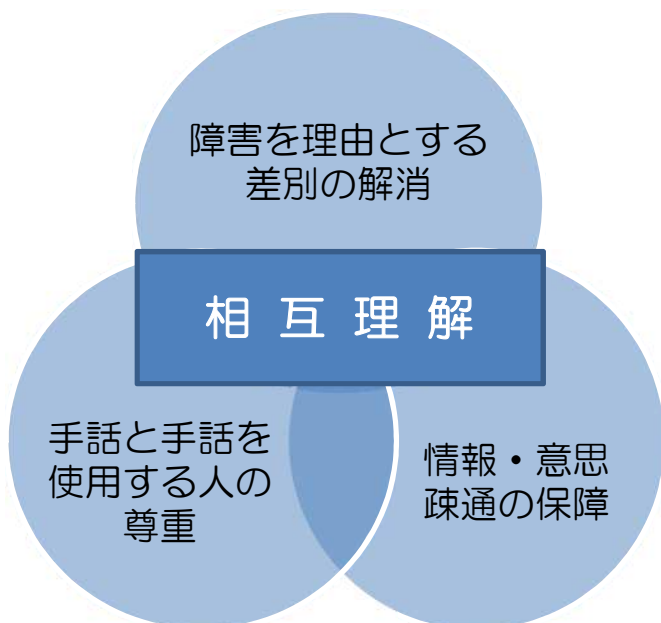 障害を理由とする
差別の解消
相互理解
手話と手話を
使用する人の
尊重
情報・意思
疎通の保障